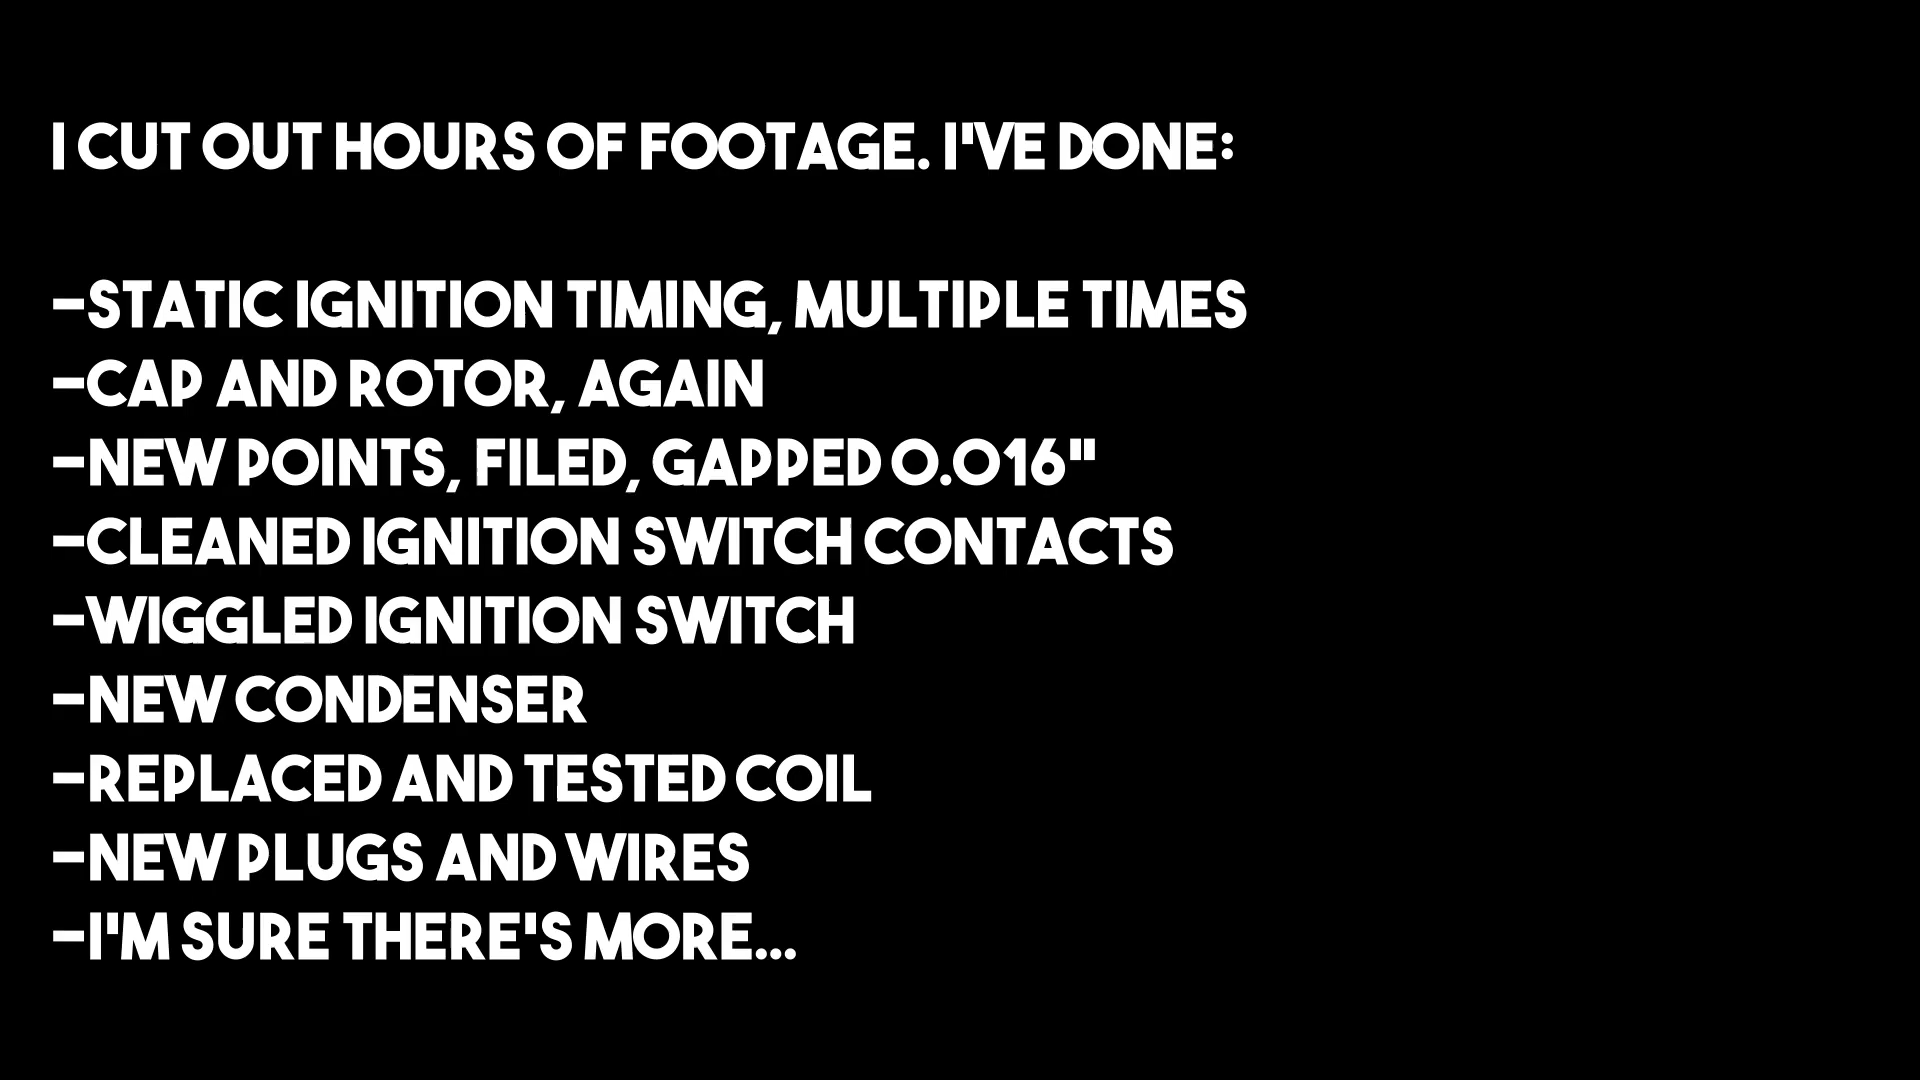 I CUT OUT HOURS OF FOOTAGE. I'VE DONE:
-STATIC IGNITION TIMING, MULTIPLE TIMES
-CAP AND ROTOR, AGAIN
-NEW POINTS, FILED, GAPPED 0.016"
-CLEANED IGNITION SWITCH CONTACTS
-WIGGLED IGNITION SWITCH
-NEW CONDENSER
-REPLACED AND TESTED COIL
-NEW PLUGS AND WIRES
-I'M SURE THERE'S MORE...